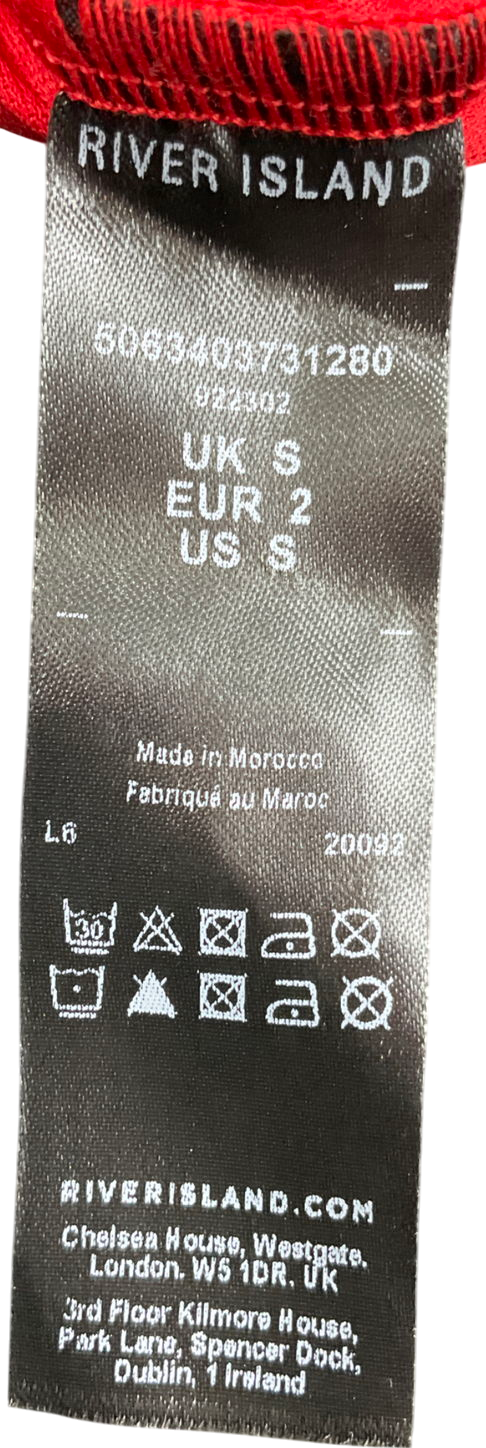 RIVER ISLAND
5063403731280
922302
UK S
EUR 2
US S
Made in Morocco
Fabriqué au Maroc
L6 20092
30
RIVERISLAND.COM
Chelsea House, Westgate.
London. W5 1DR. UK
3rd Floor Kilmore House,
Park Lane, Spencer Dock,
Dublin, 1 Ireland